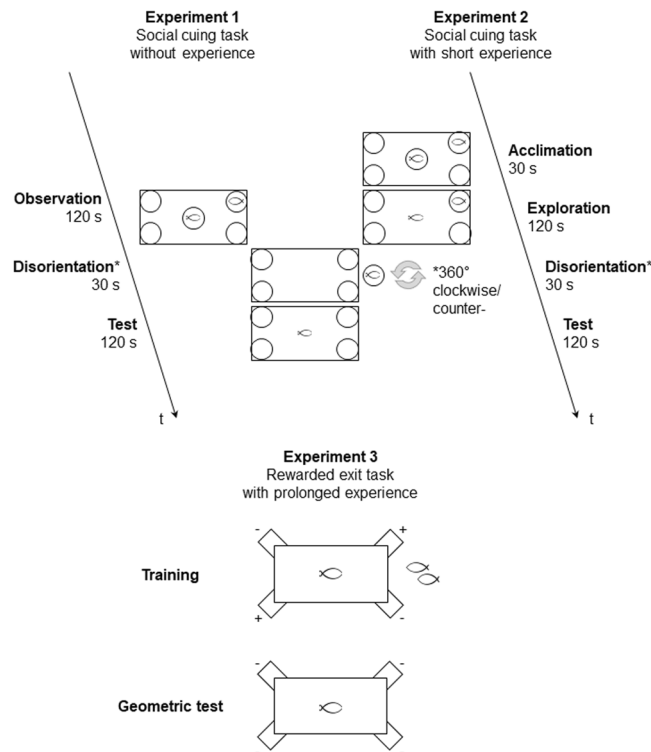 Experiment 1
Social cuing task
without experience
Experiment 2
Social cuing task
with short experience
Observation
120 s
Disorientation*
30 s
Test
120 s
t
Acclimation
30 s
Exploration
120 s
Disorientation*
30 s
Test
120 s
t
*360°
clockwise/
counter-
Experiment 3
Rewarded exit task
with prolonged experience
Training
- +
+ -
Geometric test
- -